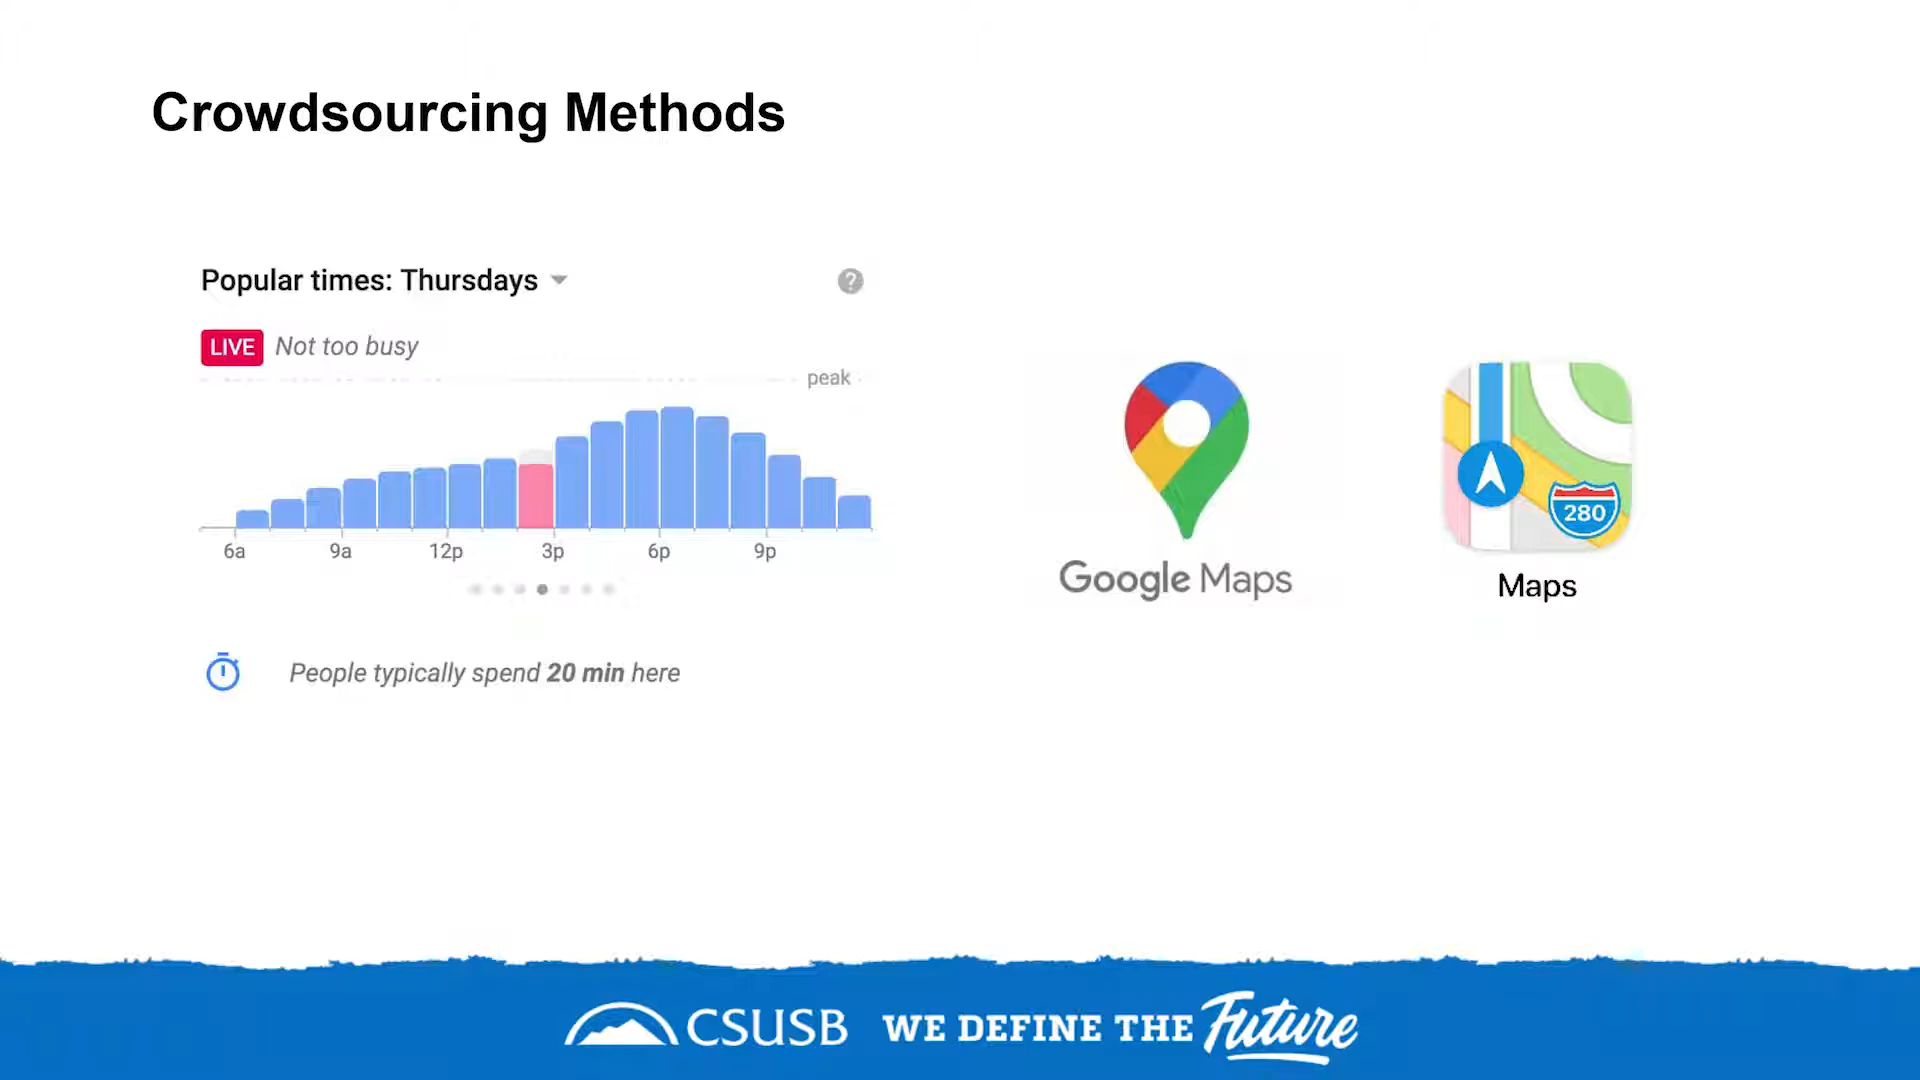 Crowdsourcing Methods
Popular times: Thursdays
?
LIVE Not too busy
peak
6a 9a 12p 3p 6p 9p
People typically spend 20 min here
Google Maps
280
Maps
CSUSB WE DEFINE THE Future